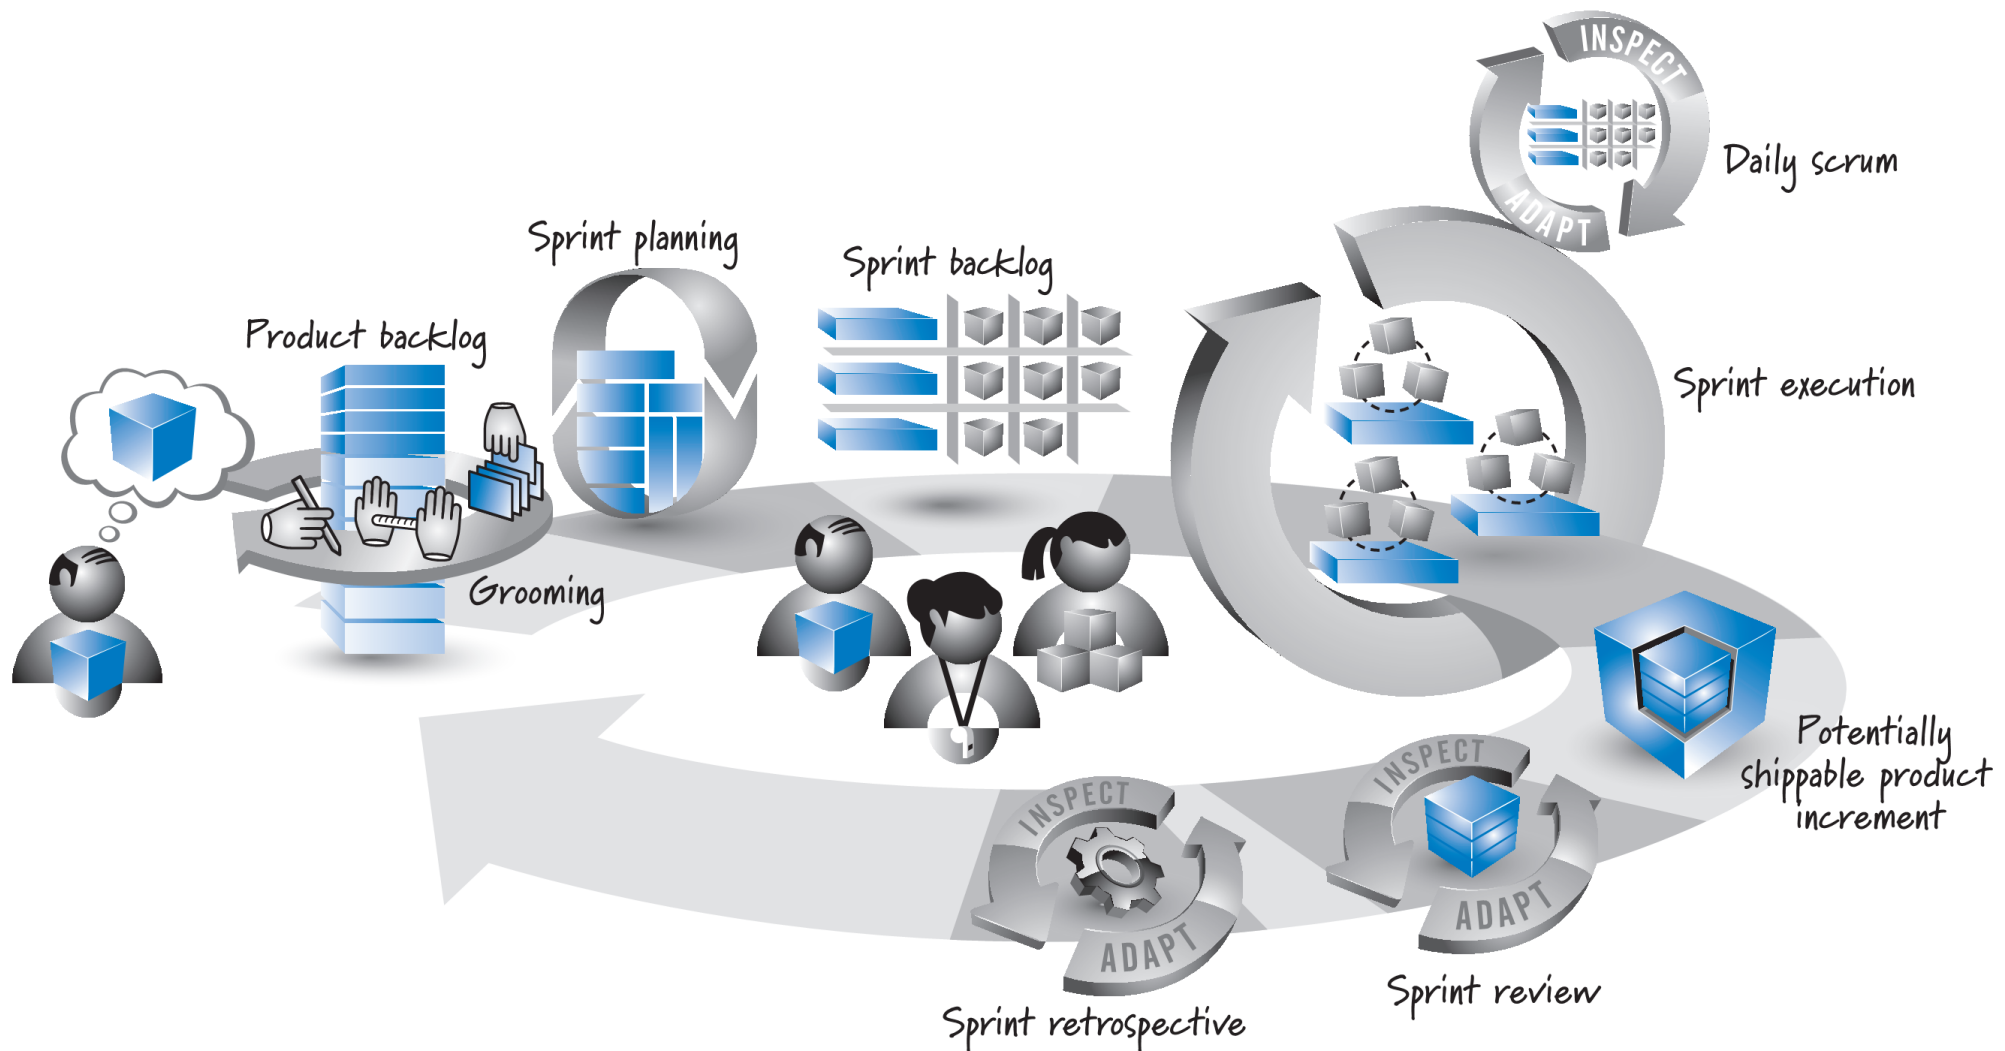 INSPECT
ADAPT
Daily scrum
Sprint planning
Sprint backlog
Product backlog
Sprint execution
Grooming
Potentially
shippable product
increment
INSPECT
ADAPT
Sprint review
INSPECT
ADAPT
Sprint retrospective